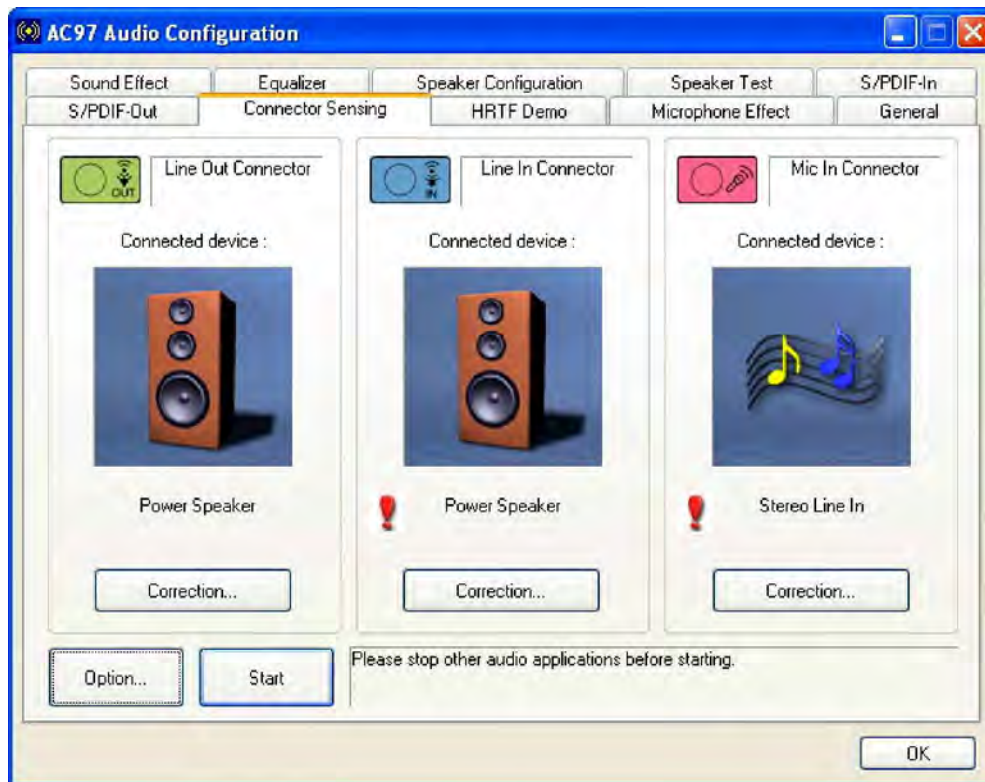 AC97 Audio Configuration
Sound Effect
Equalizer
Speaker Configuration
Speaker Test
S/PDIF-In
S/PDIF-Out
Connector Sensing
HRTF Demo
Microphone Effect
General
OUT
Line Out Connector
Connected device :
Power Speaker
Correction...
IN
Line In Connector
Connected device :
! Power Speaker
Correction...
Mic In Connector
Connected device :
! Stereo Line In
Correction...
Option...
Start
Please stop other audio applications before starting.
OK